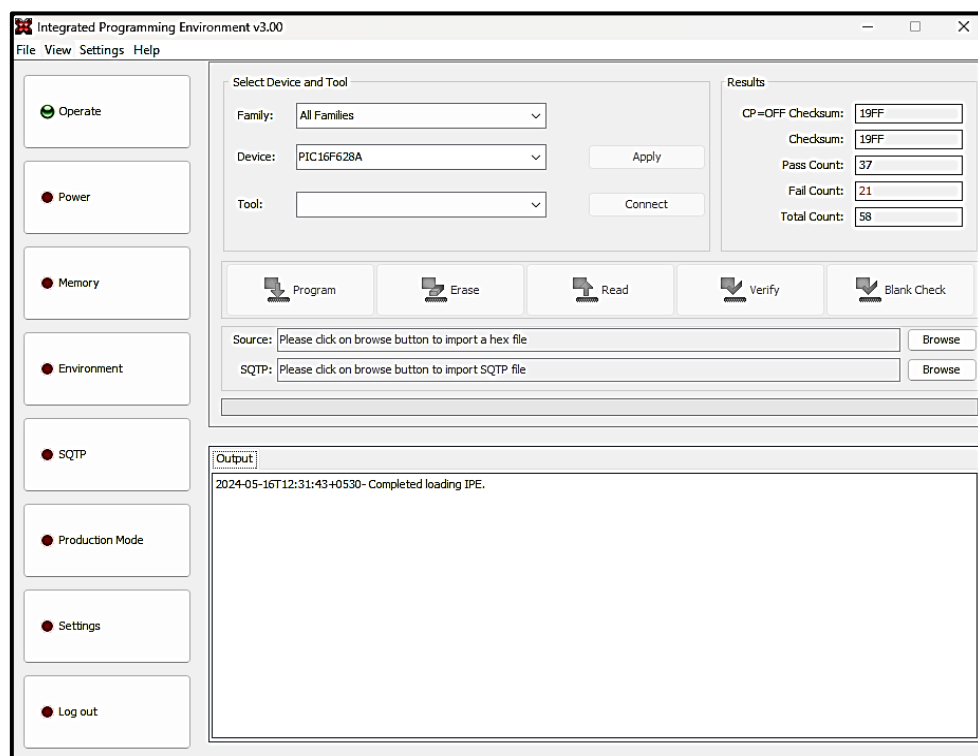 Integrated Programming Environment v3.00
File View Settings Help
Operate
Power
Memory
Environment
SQTP
Production Mode
Settings
Log out
Select Device and Tool
Family: All Families
Device: PIC16F628A Apply
Tool: Connect
Results
CP=OFF Checksum: 19FF
Checksum: 19FF
Pass Count: 37
Fail Count: 21
Total Count: 58
Program Erase Read Verify Blank Check
Source: Please click on browse button to import a hex file Browse
SQTP: Please click on browse button to import SQTP file Browse
Output
2024-05-16T12:31:43+0530- Completed loading IPE.